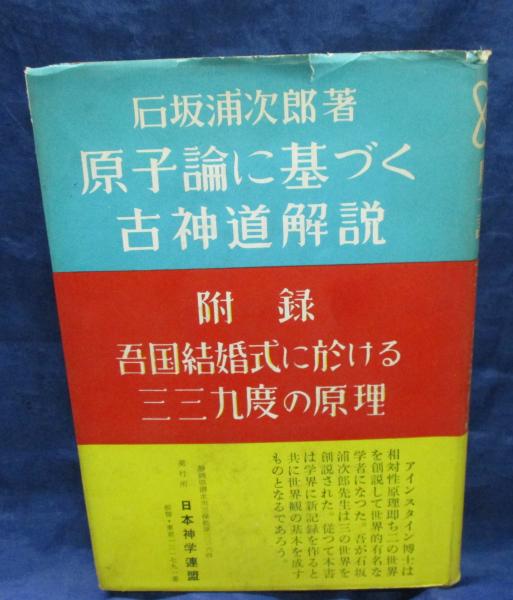 石坂浦次郎著
原子論に基づく
古神道解説
附録
吾国結婚式に於ける
三三九度の原理
アインスタイン博士は
相対性原理即ち二の世界
を創説して世界的有名な
学者になつた。吾が石坂
浦次郎先生は三の世界を
創説された。従つて本書
は学界に新記録を作ると
共に世界観の基本を成す
ものとなるであろう。
発行所 日本神学連盟